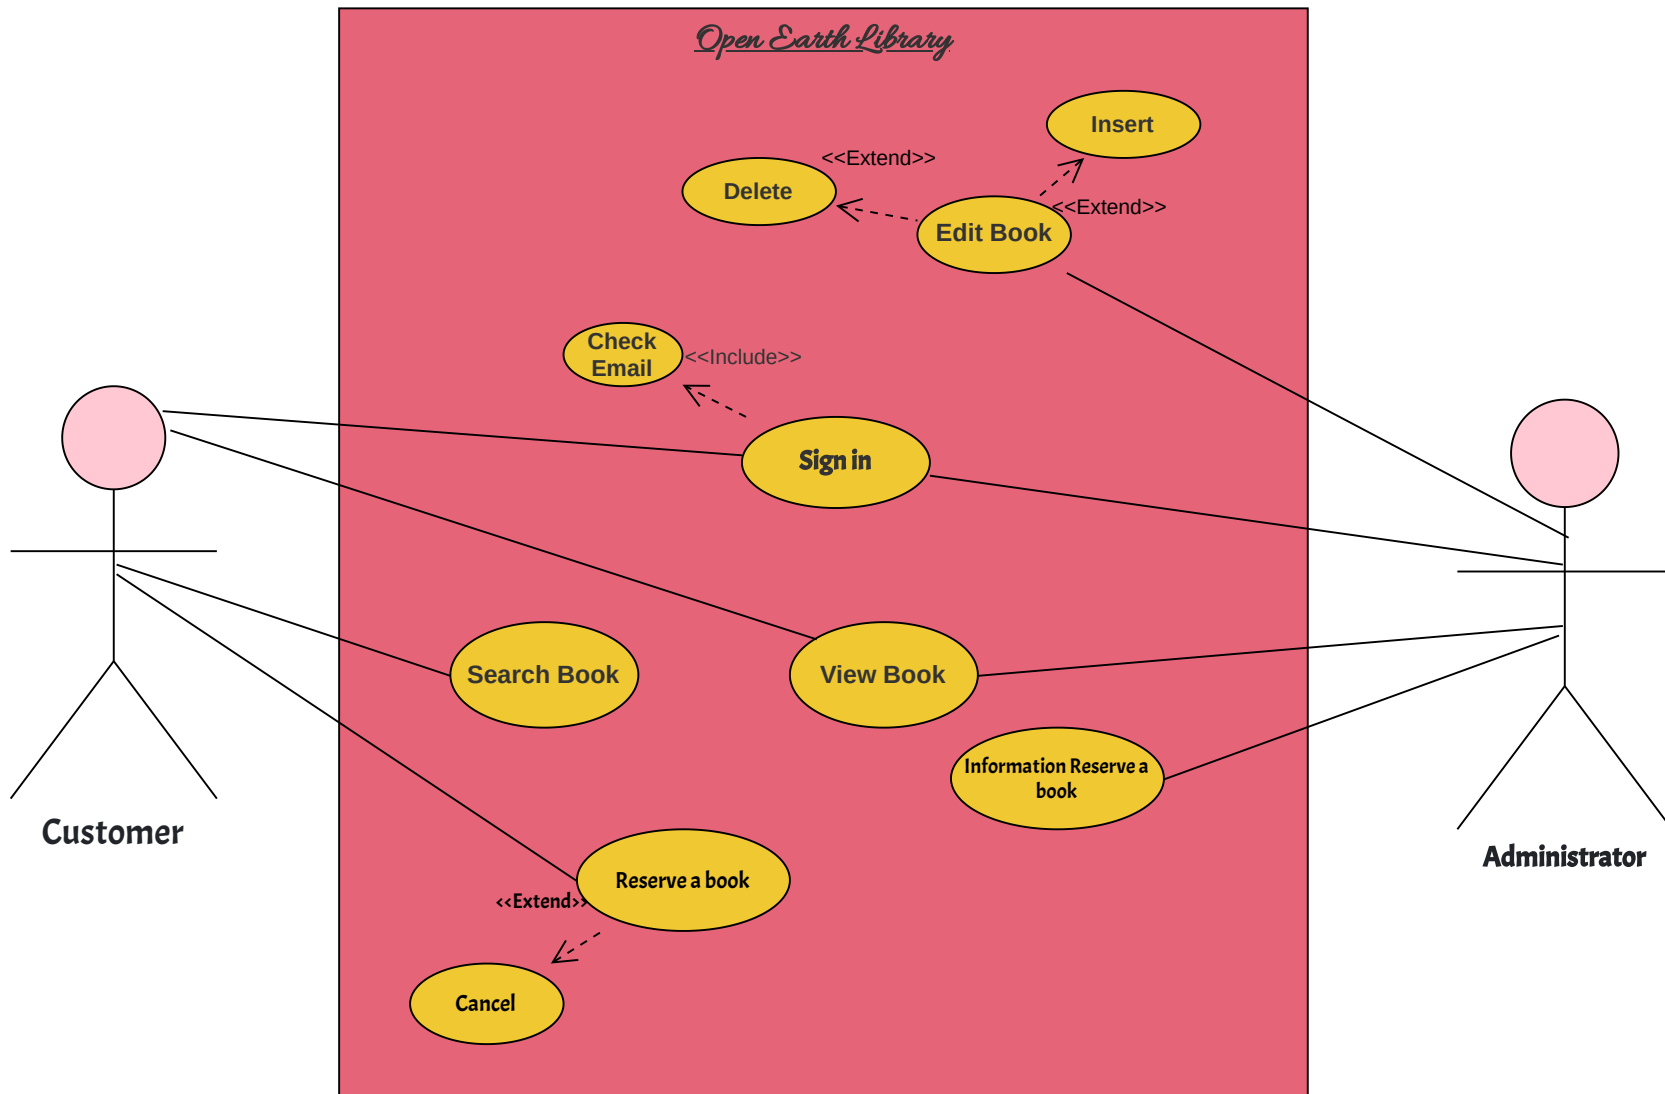 Open Earth Library
Insert
<<Extend>>
Delete
<<Extend>>
Edit Book
Check
Email
<<Include>>
Sign in
Search Book
View Book
Information Reserve a
book
Customer
Administrator
Reserve a book
<<Extend>>
Cancel